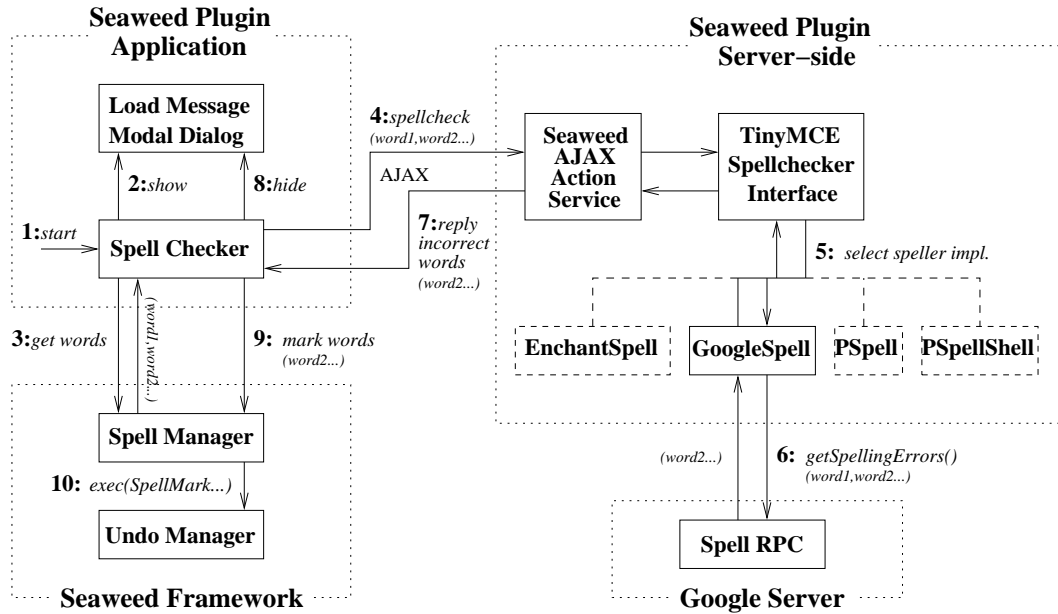 Seaweed Plugin
Application
Load Message
Modal Dialog
2:show
8:hide
1:start
Spell Checker
3:get words
(word1,word2...)
9: mark words
(word2...)
Spell Manager
10: exec(SpellMark...)
Undo Manager
Seaweed Framework
4:spellcheck
(word1,word2...)
AJAX
7:reply
incorrect
words
(word2...)
Seaweed Plugin
Server−side
Seaweed
AJAX
Action
Service
TinyMCE
Spellchecker
Interface
5: select speller impl.
EnchantSpell
GoogleSpell
PSpell
PSpellShell
(word2...)
6: getSpellingErrors()
(word1,word2...)
Spell RPC
Google Server